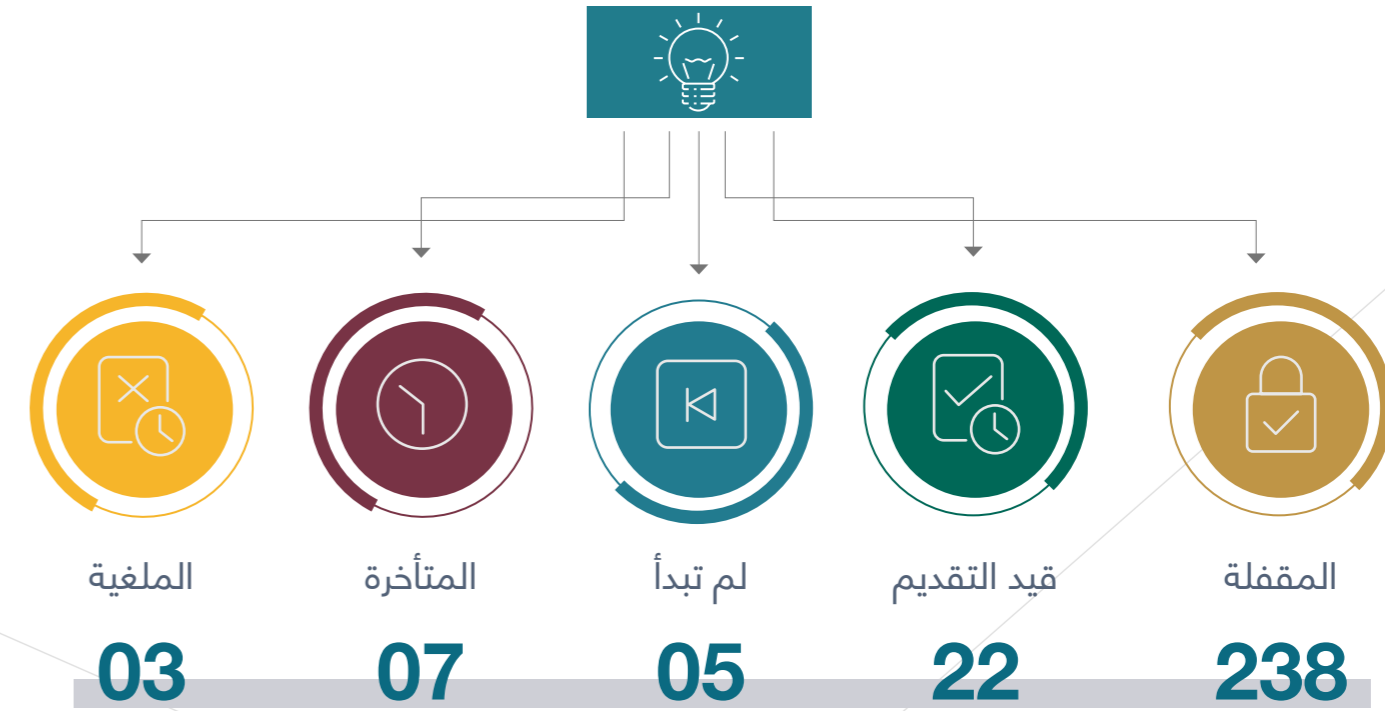 المقفلة
قيد التقديم
لم تبدأ
المتأخرة
الملغية
238
22
05
07
03